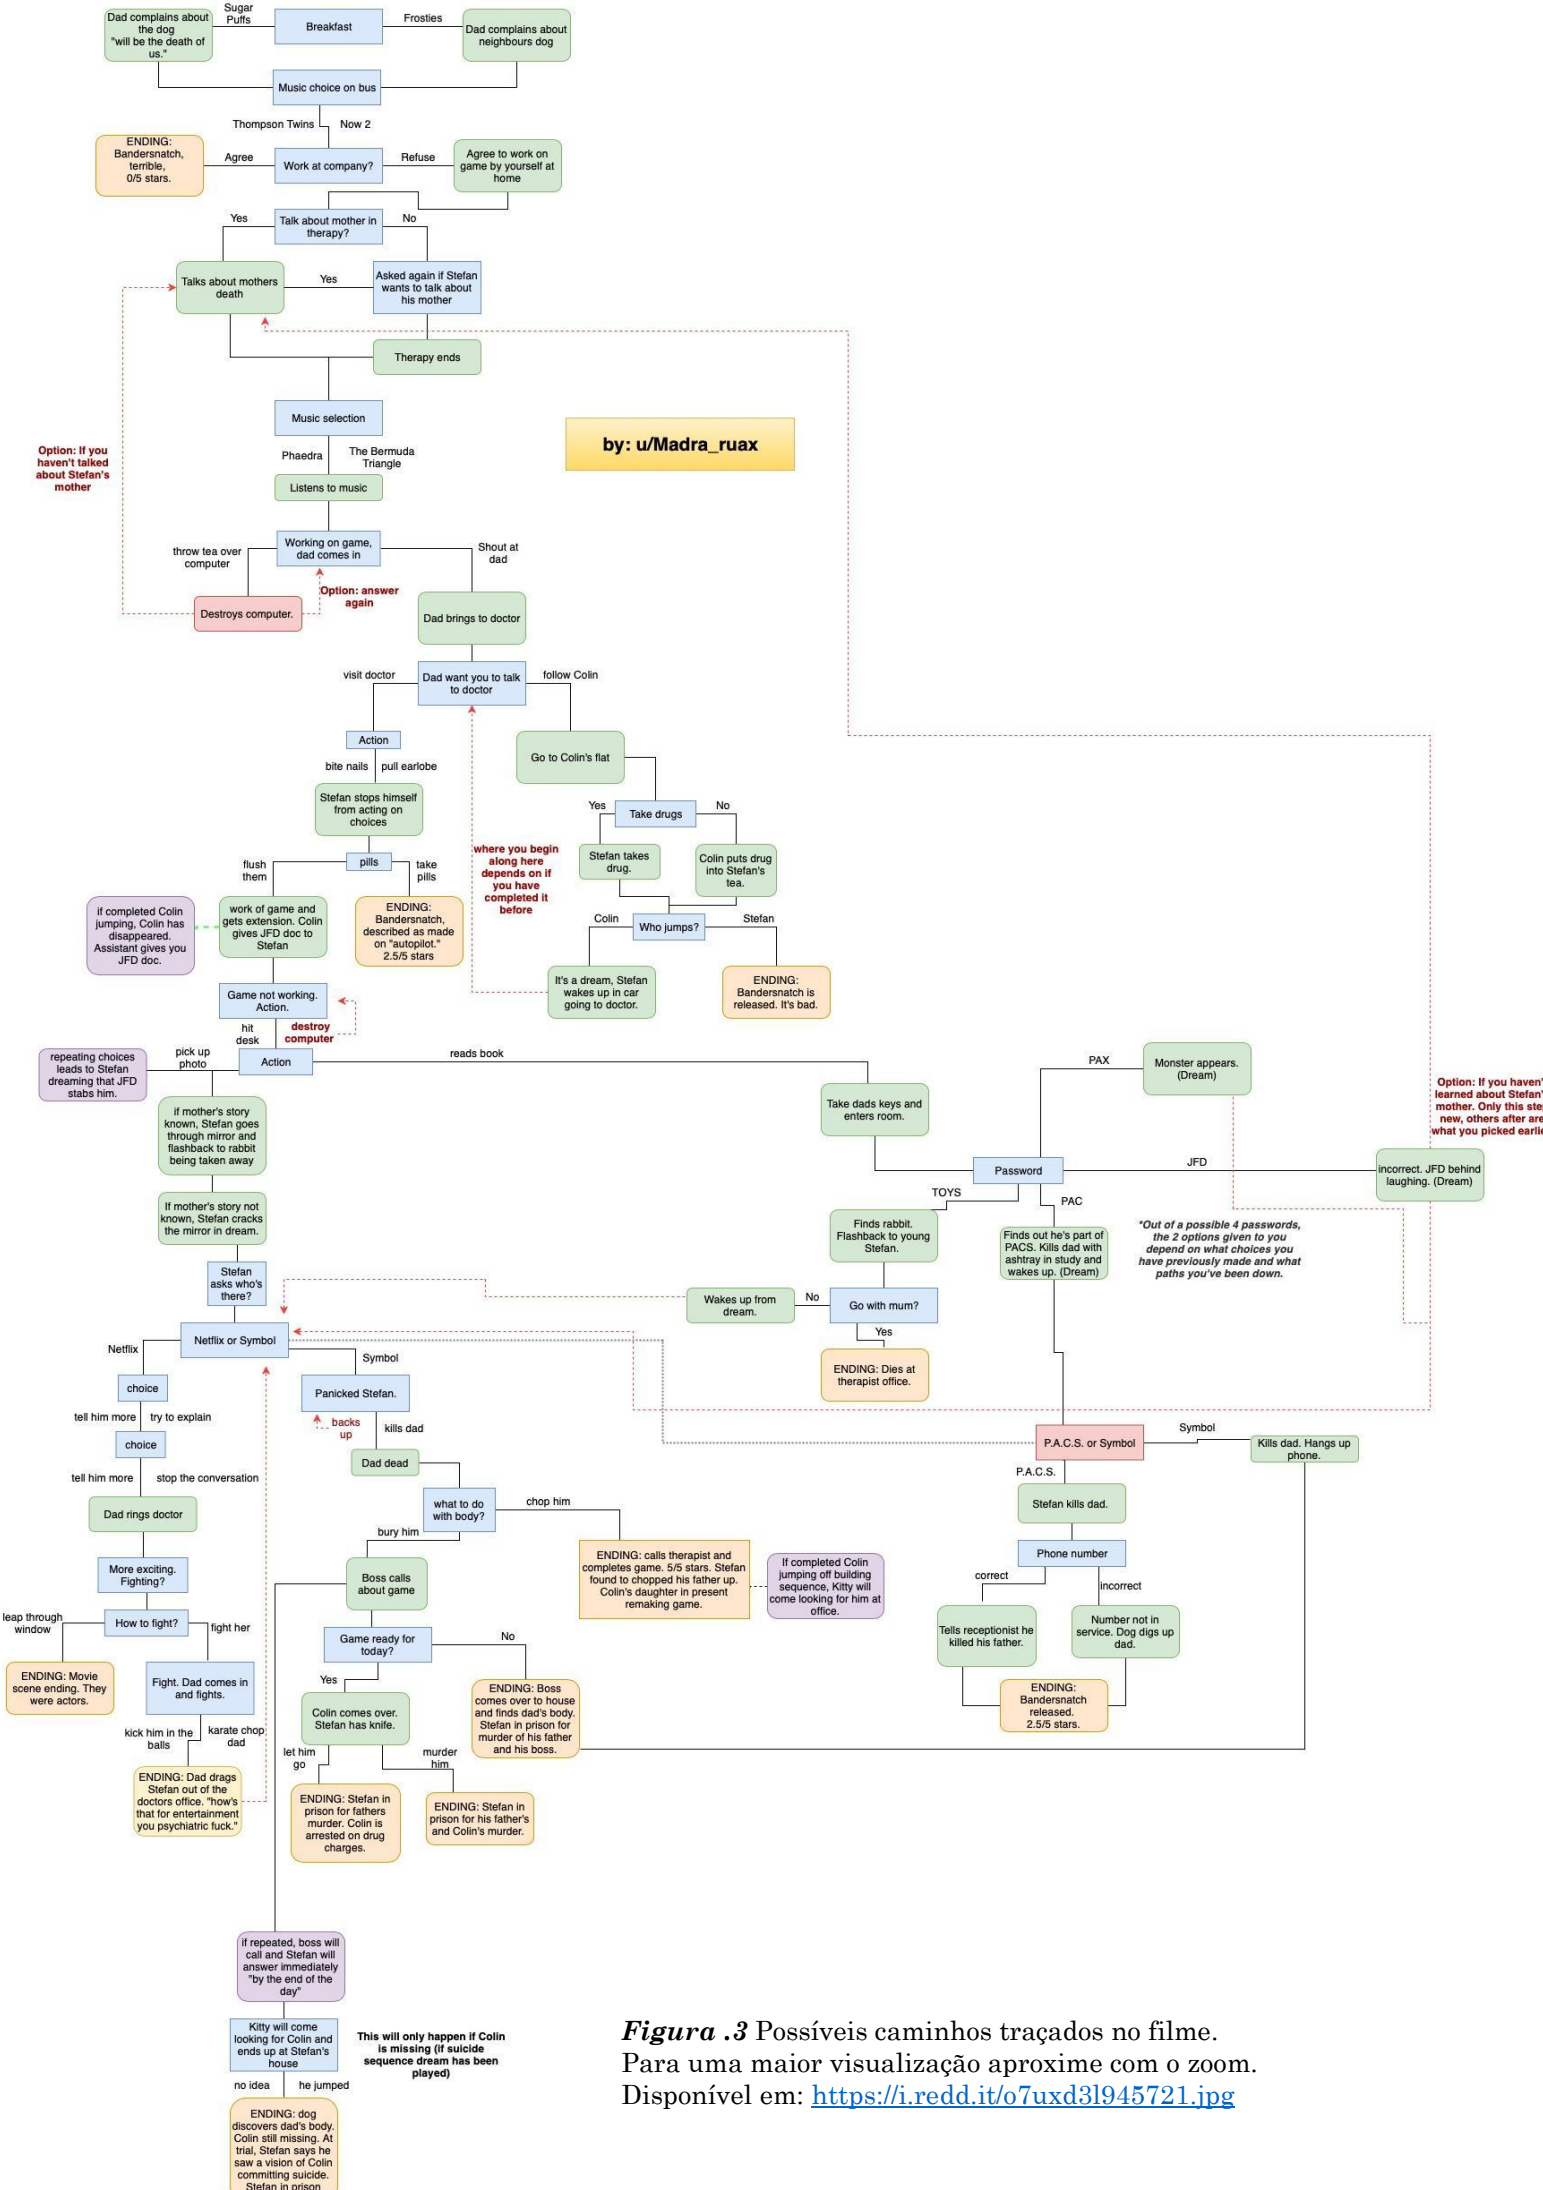 Sugar
Puffs
Frosties
Dad complains about
the dog
"will be the death of
us."
Breakfast
Dad complains about
neighbours dog
Music choice on bus
Thompson Twins
Now 2
ENDING:
Bandersnatch,
terrible,
0/5 stars.
Agree
Work at company?
Refuse
Agree to work on
game by yourself at
home
Yes
Talk about mother in
therapy?
No
Talks about mothers
death
Yes
Asked again if Stefan
wants to talk about
his mother
Therapy ends
Music selection
by: u/Madra_ruax
Option: If you
haven't talked
about Stefan's
mother
Phaedra
The Bermuda
Triangle
Listens to music
throw tea over
computer
Working on game,
dad comes in
Shout at
dad
Option: answer
again
Destroys computer.
Dad brings to doctor
visit doctor
Dad want you to talk
to doctor
follow Colin
Action
Go to Colin's flat
bite nails
pull earlobe
Stefan stops himself
from acting on
choices
Yes
Take drugs
No
where you begin
along here
depends on if
you have
completed it
before
Stefan takes
drug.
Colin puts drug
into Stefan's
tea.
flush
them
pills
take
pills
if completed Colin
jumping, Colin has
disappeared.
Assistant gives you
JFD doc.
work of game and
gets extension. Colin
gives JFD doc to
Stefan
ENDING:
Bandersnatch,
described as made
on "autopilot."
2.5/5 stars
Colin
Who jumps?
Stefan
It's a dream, Stefan
wakes up in car
going to doctor.
ENDING:
Bandersnatch is
released. It's bad.
Game not working.
Action.
hit
desk
destroy
computer
repeating choices
leads to Stefan
dreaming that JFD
stabs him.
pick up
photo
Action
reads book
PAX
Monster appears.
(Dream)
Option: If you haven'
learned about Stefan'
mother. Only this ste
new, others after are
what you picked earlie
Take dads keys and
enters room.
if mother's story
known, Stefan goes
through mirror and
flashback to rabbit
being taken away
Password
JFD
incorrect. JFD behind
laughing. (Dream)
TOYS
PAC
If mother's story not
known, Stefan cracks
the mirror in dream.
Finds rabbit.
Flashback to young
Stefan.
Finds out he's part of
PACS. Kills dad with
ashtray in study and
wakes up. (Dream)
*Out of a possible 4 passwords,
the 2 options given to you
depend on what choices you
have previously made and what
paths you've been down.
Stefan
asks who's
there?
Wakes up from
dream.
No
Go with mum?
Yes
ENDING: Dies at
therapist office.
Netflix
Netflix or Symbol
Symbol
choice
Panicked Stefan.
tell him more
try to explain
backs
up
kills dad
choice
Dad dead
P.A.C.S. or Symbol
Symbol
Kills dad. Hangs up
phone.
tell him more
stop the conversation
P.A.C.S.
Dad rings doctor
what to do
with body?
chop him
Stefan kills dad.
bury him
More exciting.
Fighting?
Boss calls
about game
ENDING: calls therapist and
completes game. 5/5 stars. Stefan
found to chopped his father up.
Colin's daughter in present
remaking game.
If completed Colin
jumping off building
sequence, Kitty will
come looking for him at
office.
Phone number
correct
incorrect
leap through
window
How to fight?
fight her
Game ready for
today?
No
Tells receptionist he
killed his father.
Number not in
service. Dog digs up
dad.
ENDING: Movie
scene ending. They
were actors.
Fight. Dad comes in
and fights.
Yes
Colin comes over.
Stefan has knife.
ENDING: Boss
comes over to house
and finds dad's body.
Stefan in prison for
murder of his father
and his boss.
ENDING:
Bandersnatch
released.
2.5/5 stars.
kick him in the
balls
karate chop
dad
let him
go
murder
him
ENDING: Dad drags
Stefan out of the
doctors office. "how's
that for entertainment
you psychiatric fuck."
ENDING: Stefan in
prison for fathers
murder. Colin is
arrested on drug
charges.
ENDING: Stefan in
prison for his father's
and Colin's murder.
if repeated, boss will
call and Stefan will
answer immediately
"by the end of the
day"
Kitty will come
looking for Colin and
ends up at Stefan's
house
This will only happen if Colin
is missing (if suicide
sequence dream has been
played)
no idea
he jumped
ENDING: dog
discovers dad's body.
Colin still missing. At
trial, Stefan says he
saw a vision of Colin
committing suicide.
Stefan in prison
Figura .3 Possíveis caminhos traçados no filme.
Para uma maior visualização aproxime com o zoom.
Disponível em: https://i.redd.it/o7uxd3l945721.jpg